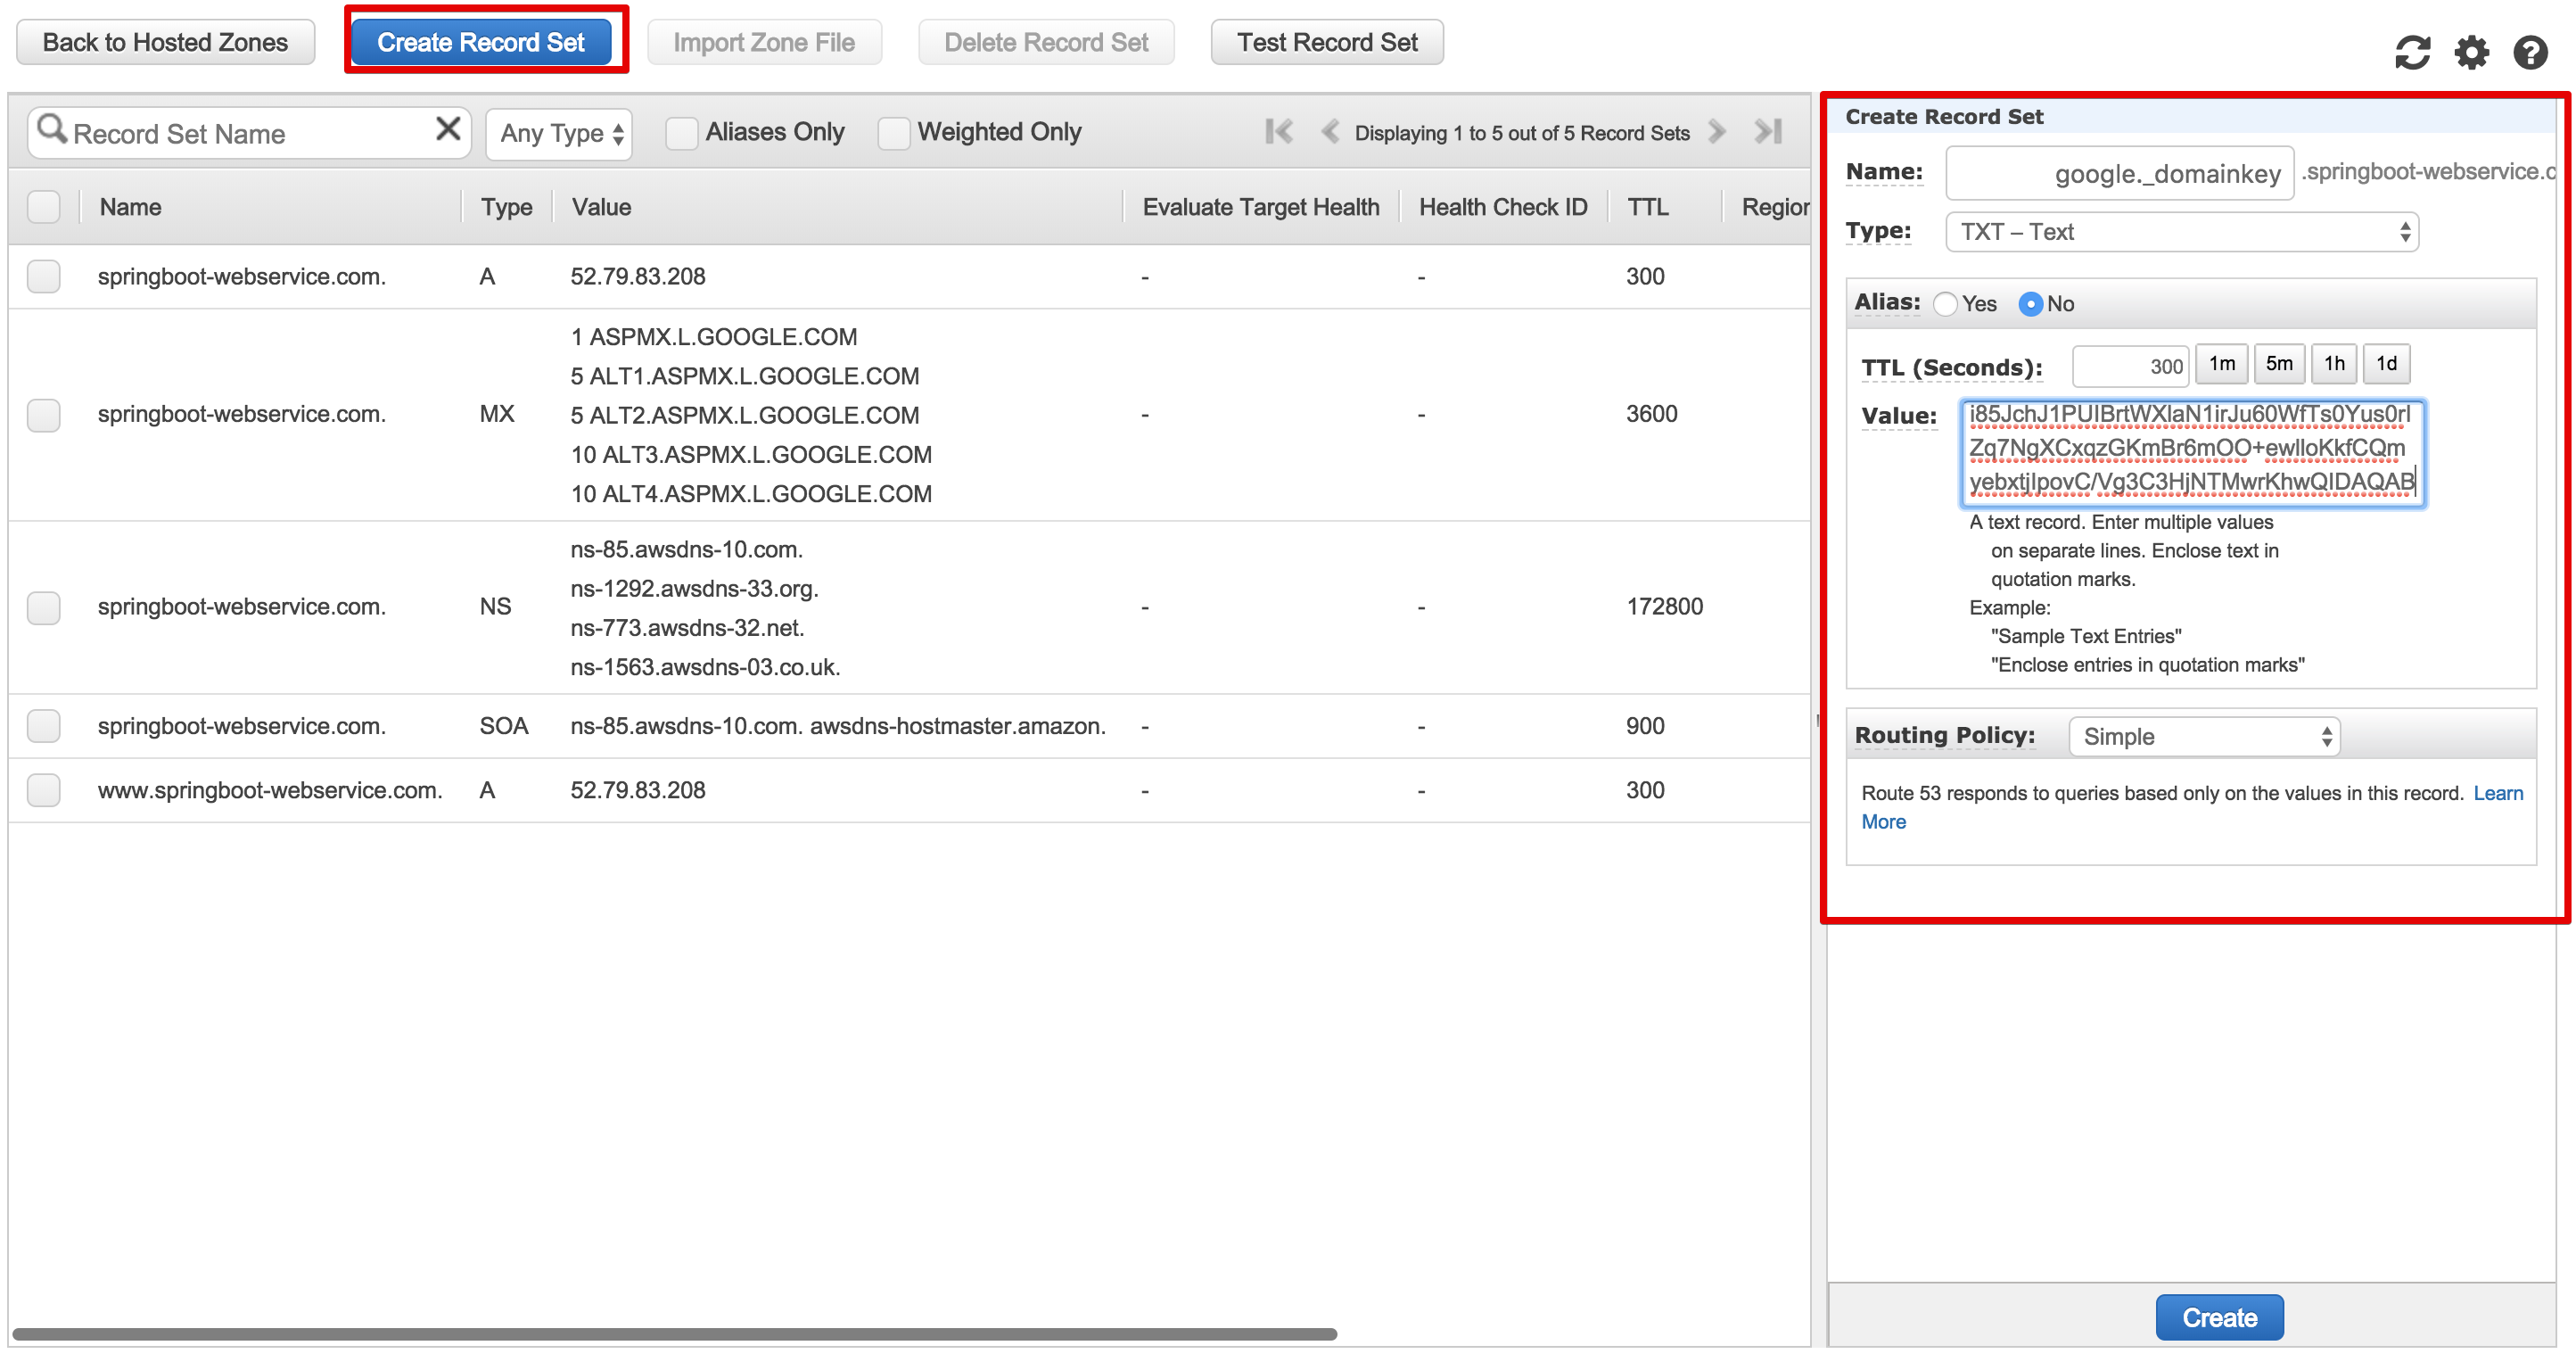 Back to Hosted Zones Create Record Set Import Zone File Delete Record Set Test Record Set
Record Set Name Any Type Aliases Only Weighted Only Displaying 1 to 5 out of 5 Record Sets
Name Type Value Evaluate Target Health Health Check ID TTL Region
springboot-webservice.com. A 52.79.83.208 - - 300
springboot-webservice.com. MX 1 ASPMX.L.GOOGLE.COM - - 3600
5 ALT1.ASPMX.L.GOOGLE.COM
5 ALT2.ASPMX.L.GOOGLE.COM
10 ALT3.ASPMX.L.GOOGLE.COM
10 ALT4.ASPMX.L.GOOGLE.COM
springboot-webservice.com. NS ns-85.awsdns-10.com. - - 172800
ns-1292.awsdns-33.org.
ns-773.awsdns-32.net.
ns-1563.awsdns-03.co.uk.
springboot-webservice.com. SOA ns-85.awsdns-10.com. awsdns-hostmaster.amazon. - - 900
www.springboot-webservice.com. A 52.79.83.208 - - 300
Create Record Set
Name: google._domainkey .springboot-webservice.c
Type: TXT – Text
Alias: Yes No
TTL (Seconds): 300 1m 5m 1h 1d
Value: i85JchJ1PUIBrtWXlaN1irJu60WfTs0Yus0rI
Zq7NgXCxqzGKmBr6mOO+ewlloKkfCQm
yebxtjIpovC/Vg3C3HjNTMwrKhwQIDAQAB
A text record. Enter multiple values
on separate lines. Enclose text in
quotation marks.
Example:
"Sample Text Entries"
"Enclose entries in quotation marks"
Routing Policy: Simple
Route 53 responds to queries based only on the values in this record. Learn
More
Create